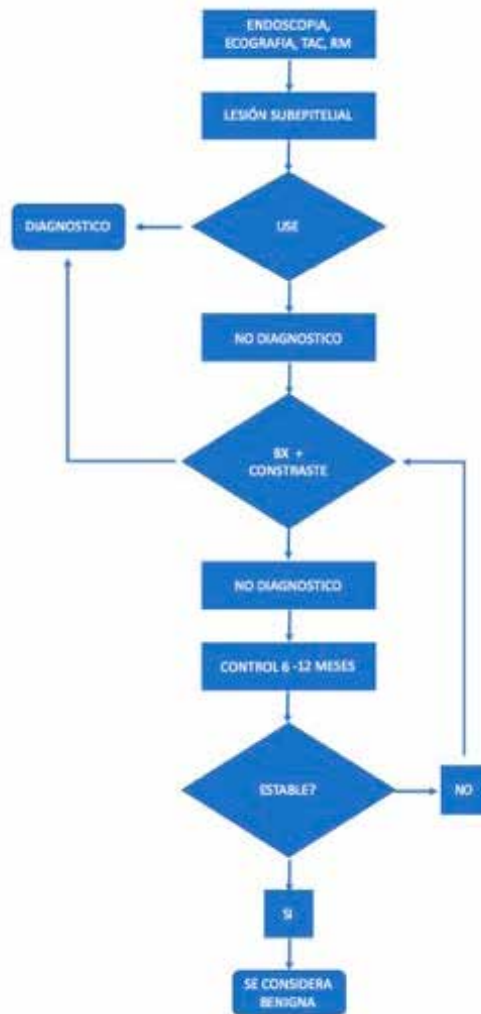 ENDOSCOPIA,
ECOGRAFIA, TAC, RM
LESIÓN SUBEPITELIAL
DIAGNOSTICO
USE
NO DIAGNOSTICO
BX +
CONSTRASTE
NO DIAGNOSTICO
CONTROL 6 -12 MESES
ESTABLE?
NO
SI
SE CONSIDERA
BENIGNA